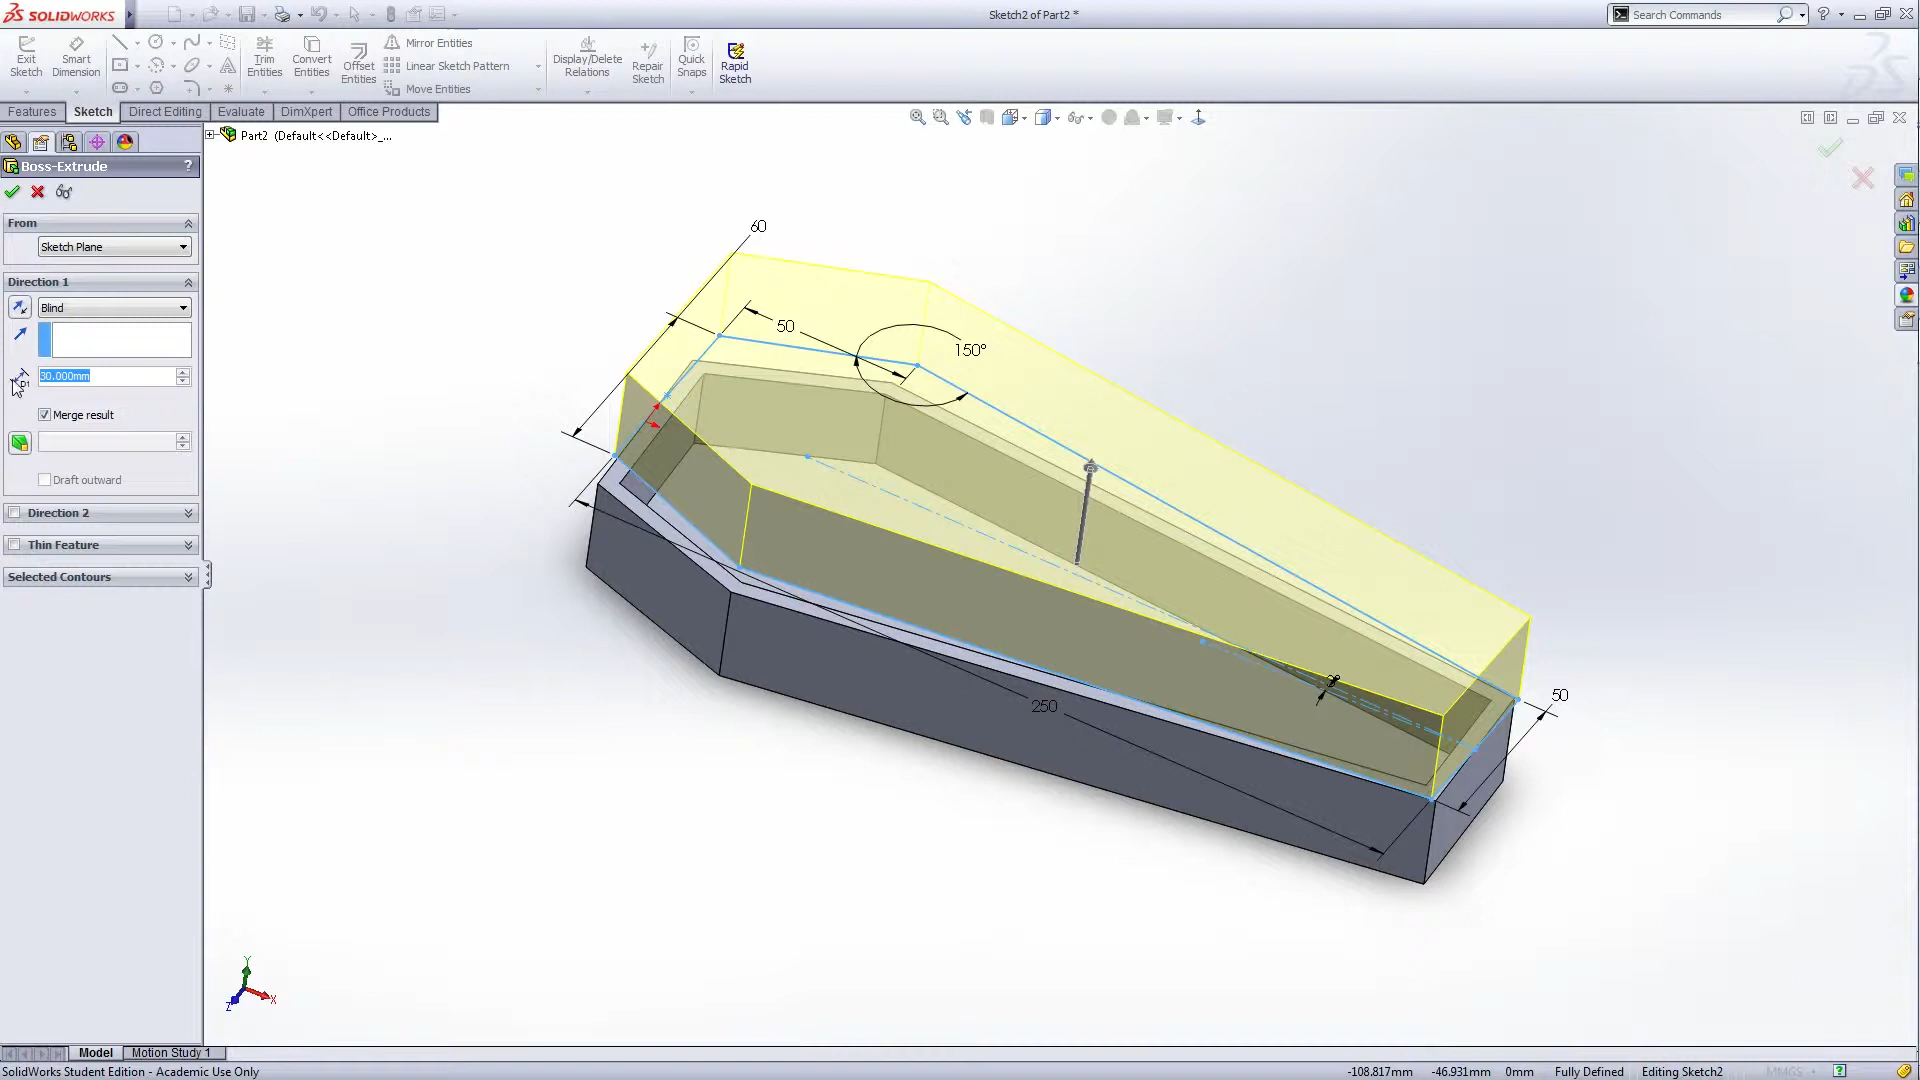 SOLIDWORKS
Sketch2 of Part2 *
Search Commands
Exit Sketch
Smart Dimension
Trim Entities
Convert Entities
Offset Entities
Mirror Entities
Linear Sketch Pattern
Move Entities
Display/Delete Relations
Repair Sketch
Quick Snaps
Rapid Sketch
Features Sketch Direct Editing Evaluate DimXpert Office Products
Part2 (Default<<Default>_...
Boss-Extrude ?
From
Sketch Plane
Direction 1
Blind
D1
30.000mm
Merge result
Draft outward
Direction 2
Thin Feature
Selected Contours
60
50
150°
50
250
Y
X
Z
Model Motion Study 1
SolidWorks Student Edition - Academic Use Only
-108.817mm -46.931mm 0mm Fully Defined Editing Sketch2 MMGS